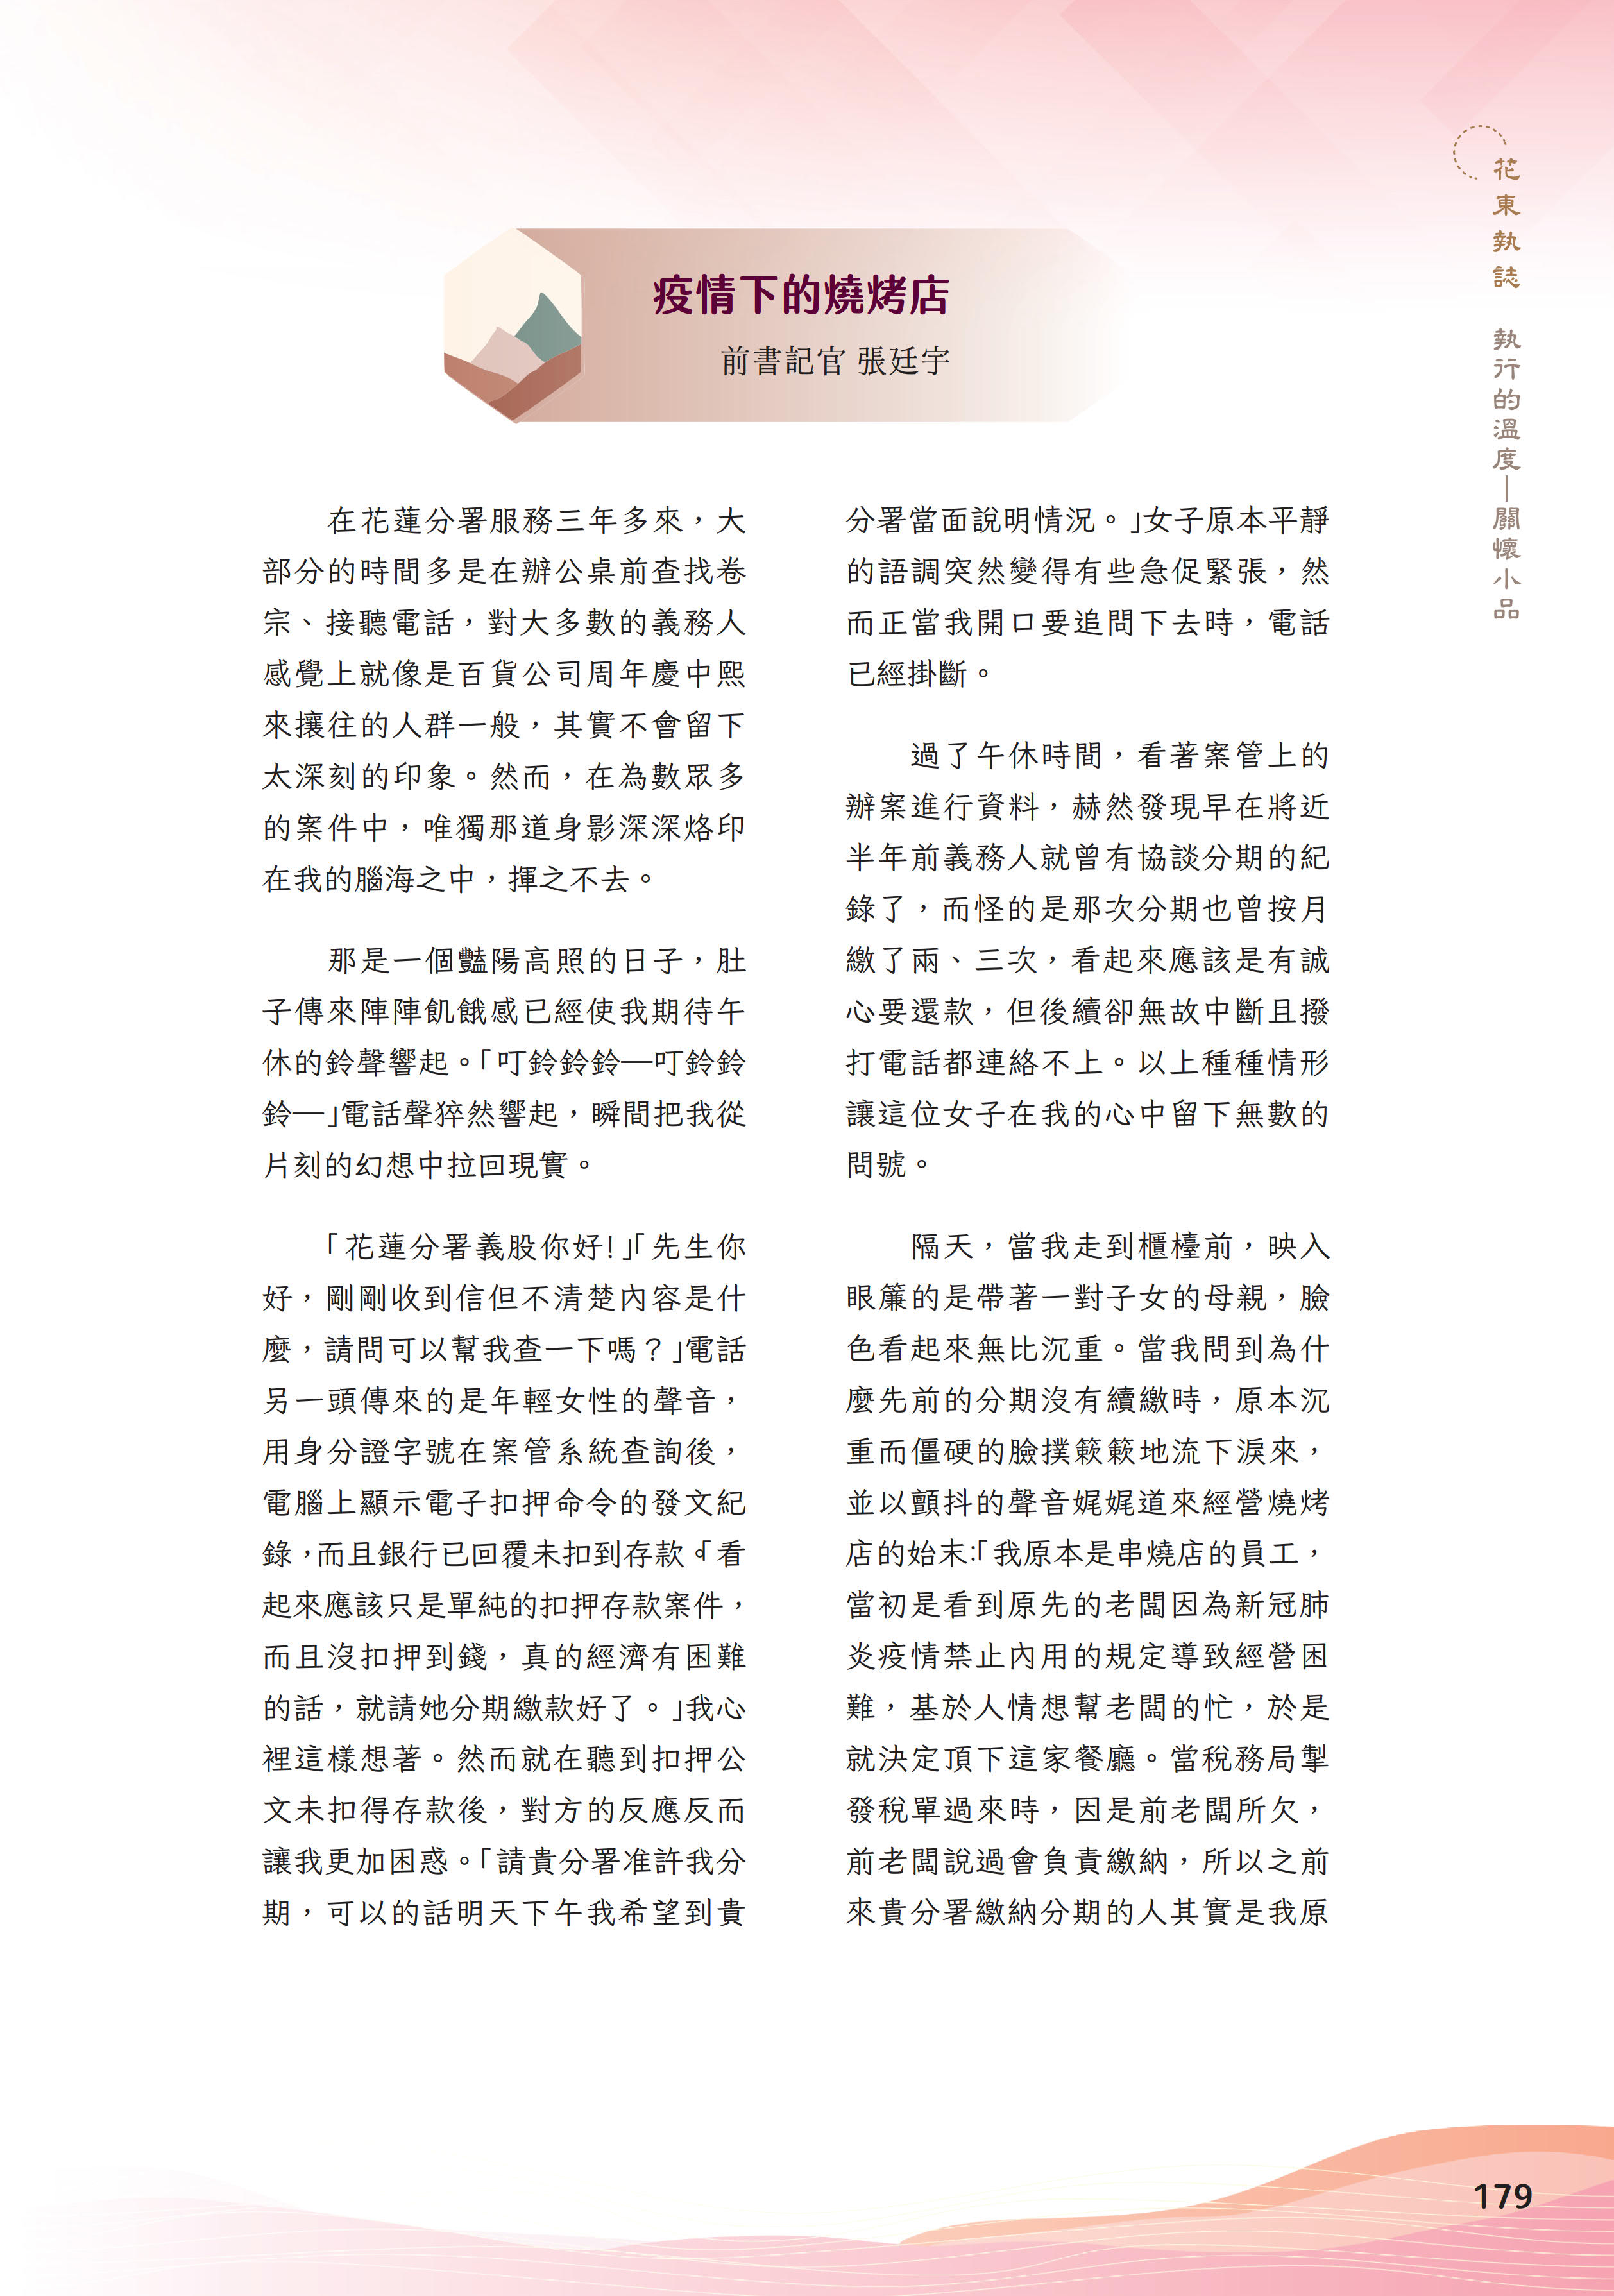 花東執誌 執行的溫度—關懷小品
疫情下的燒烤店
前書記官 張廷宇
在花蓮分署服務三年多來，大
部分的時間多是在辦公桌前查找卷
宗、接聽電話，對大多數的義務人
感覺上就像是百貨公司周年慶中熙
來攘往的人群一般，其實不會留下
太深刻的印象。然而，在為數眾多
的案件中，唯獨那道身影深深烙印
在我的腦海之中，揮之不去。
那是一個豔陽高照的日子，肚
子傳來陣陣飢餓感已經使我期待午
休的鈴聲響起。「叮鈴鈴鈴—叮鈴鈴
鈴—」電話聲猝然響起，瞬間把我從
片刻的幻想中拉回現實。
「花蓮分署義股你好!」「先生你
好，剛剛收到信但不清楚內容是什
麼，請問可以幫我查一下嗎？」電話
另一頭傳來的是年輕女性的聲音，
用身分證字號在案管系統查詢後，
電腦上顯示電子扣押命令的發文紀
錄，而且銀行已回覆未扣到存款。「看
起來應該只是單純的扣押存款案件，
而且沒扣押到錢，真的經濟有困難
的話，就請她分期繳款好了。」我心
裡這樣想著。然而就在聽到扣押公
文未扣得存款後，對方的反應反而
讓我更加困惑。「請貴分署准許我分
期，可以的話明天下午我希望到貴
分署當面說明情況。」女子原本平靜
的語調突然變得有些急促緊張，然
而正當我開口要追問下去時，電話
已經掛斷。
過了午休時間，看著案管上的
辦案進行資料，赫然發現早在將近
半年前義務人就曾有協談分期的紀
錄了，而怪的是那次分期也曾按月
繳了兩、三次，看起來應該是有誠
心要還款，但後續卻無故中斷且撥
打電話都連絡不上。以上種種情形
讓這位女子在我的心中留下無數的
問號。
隔天，當我走到櫃檯前，映入
眼簾的是帶著一對子女的母親，臉
色看起來無比沉重。當我問到為什
麼先前的分期沒有續繳時，原本沉
重而僵硬的臉撲簌簌地流下淚來，
並以顫抖的聲音娓娓道來經營燒烤
店的始末:「我原本是串燒店的員工，
當初是看到原先的老闆因為新冠肺
炎疫情禁止內用的規定導致經營困
難，基於人情想幫老闆的忙，於是
就決定頂下這家餐廳。當稅務局掣
發稅單過來時，因是前老闆所欠，
前老闆說過會負責繳納，所以之前
來貴分署繳納分期的人其實是我原
179